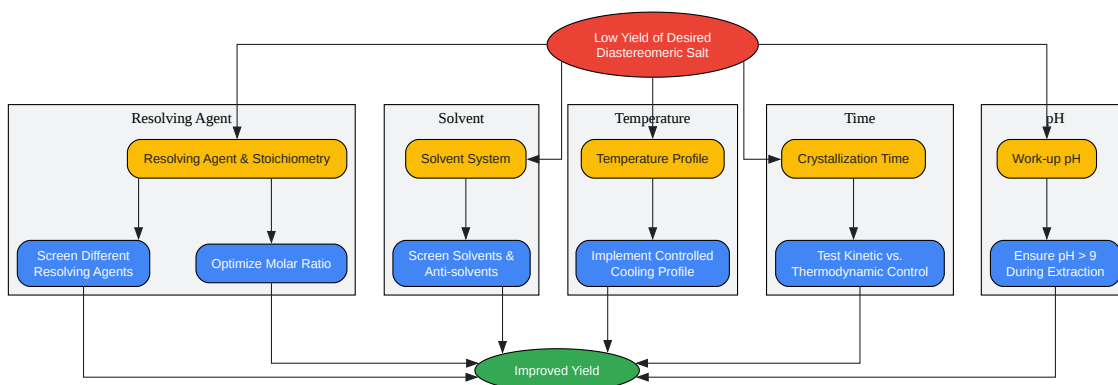 Low Yield of Desired
Diastereomeric Salt
Resolving Agent
Solvent
Temperature
Time
pH
Resolving Agent & Stoichiometry
Solvent System
Temperature Profile
Crystallization Time
Work-up pH
Screen Different
Resolving Agents
Optimize Molar Ratio
Screen Solvents &
Anti-solvents
Implement Controlled
Cooling Profile
Test Kinetic vs.
Thermodynamic Control
Ensure pH > 9
During Extraction
Improved Yield